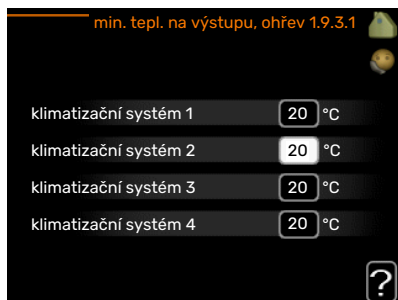 min. tepl. na výstupu, ohřev 1.9.3.1
klimatizační systém 1 20 °C
klimatizační systém 2 20 °C
klimatizační systém 3 20 °C
klimatizační systém 4 20 °C
?